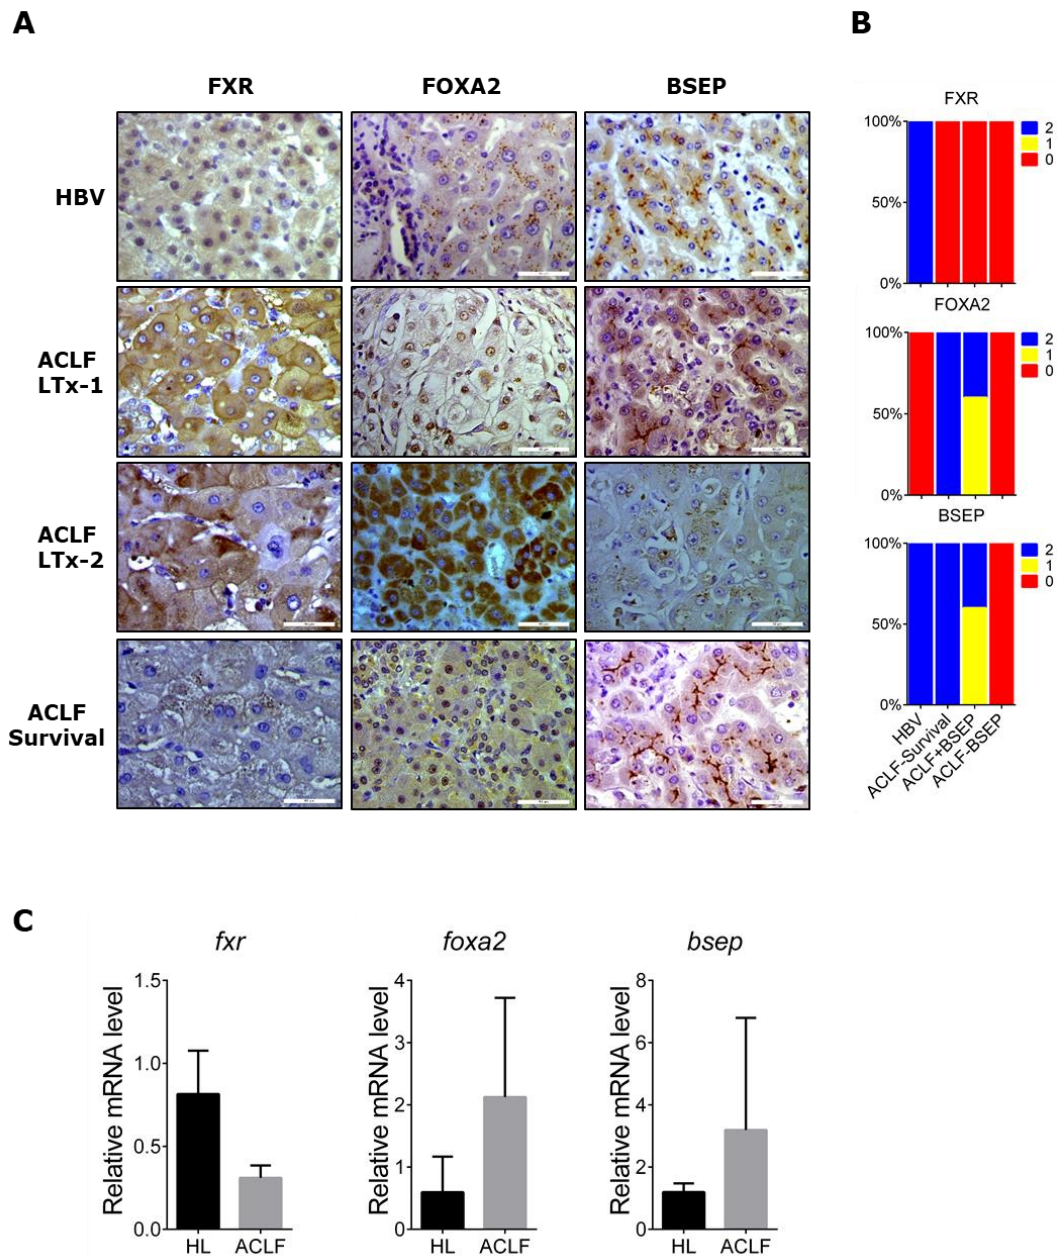 A
B
FXR
FOXA2
BSEP
HBV
ACLF
LTx-1
ACLF
LTx-2
ACLF
Survival
FXR
100%
50%
0%
2
1
0
FOXA2
100%
50%
0%
2
1
0
BSEP
100%
50%
0%
2
1
0
HBV
ACLF-Survival
ACLF+BSEP
ACLF-BSEP
C
fxr
Relative mRNA level
1.5
1.0
0.5
0.0
HL ACLF
foxa2
Relative mRNA level
4
3
2
1
0
HL ACLF
bsep
Relative mRNA level
8
6
4
2
0
HL ACLF